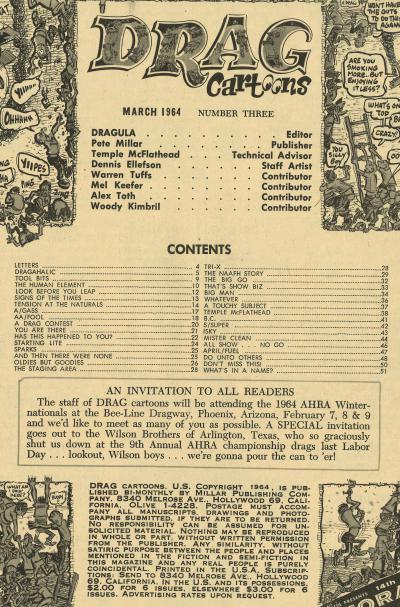 DRAG
Cartoons
MARCH 1964 NUMBER THREE
DRAGULA . . . . . . Editor
Pete Millar . . . . . . Publisher
Temple McFlathead . . . . . . Technical Advisor
Dennis Ellefson . . . . . . Staff Artist
Warren Tuffs . . . . . . Contributor
Mel Keefer . . . . . . Contributor
Alex Toth . . . . . . Contributor
Woody Kimbril . . . . . . Contributor
ARE YOU
SMOKING
MORE..BUT
ENJOYING
IT LESS?
WHAT'S ON
TOP
CRAZY
YOU
SILLY
OHHHH
YIIPES
PING
CONTENTS
LETTERS 4
DRAGAHOLIC 5
TOOL BITS 9
THE HUMAN ELEMENT 10
LOOK BEFORE YOU LEAP 12
SIGNS OF THE TIMES 13
TENSION AT THE NATURALS 14
A/GASS 17
AA/FOOL 18
A DRAG CONTEST 20
YOU ARE THERE 21
HAS THIS HAPPENED TO YOU? 22
STARTING LITE 24
SPARKS 25
AND THEN THERE WERE NONE 25
OLDIES BUT GOODIES 26
THE STAGING AREA 28
TRI-X 28
THE NAAFH STORY 29
THE BIG GO 32
THAT'S SHOW BIZ 33
BIG MAN 34
WHATEVER 36
A TOUCHY SUBJECT 37
TEMPLE McFLATHEAD 38
B.C. 41
S/SUPER 42
ISKY 43
MISTER CLEAN 44
ALL SHOW . . . NO GO 46
APRIL/FUEL 47
DO UNTO OTHERS 48
DON'T MISS THIS! 50
WHAT'S IN A NAME? 51
AN INVITATION TO ALL READERS
The staff of DRAG cartoons will be attending the 1964 AHRA Winter-
nationals at the Bee-Line Dragway, Phoenix, Arizona, February 7, 8 & 9
and we'd like to meet as many of you as possible. A SPECIAL invitation
goes out to the Wilson Brothers of Arlington, Texas, who so graciously
shut us down at the 9th Annual AHRA championship drags last Labor
Day . . . lookout, Wilson boys . . . we're gonna pour the can to 'er!
DRAG CARTOONS. U.S. COPYRIGHT 1964, IS PUB-
LISHED BI-MONTHLY BY MILLAR PUBLISHING COM-
PANY, 8340 MELROSE AVE., HOLLYWOOD 69, CALI-
FORNIA. OLIVE 1-4228. POSTAGE MUST ACCOM-
PANY ALL MANUSCRIPTS, DRAWINGS AND PHOTO-
GRAPHS SUBMITTED, IF THEY ARE TO BE RETURNED.
NO RESPONSIBILITY CAN BE ASSUMED FOR UN-
SOLICITED MATERIAL. NOTHING MAY BE REPRODUCED
IN WHOLE OR PART, WITHOUT WRITTEN PERMISSION
FROM THE PUBLISHER. ANY SIMILARITY, WITHOUT
SATIRIC PURPOSE BETWEEN THE PEOPLE AND PLACES
MENTIONED IN THE FICTION AND SEMI-FICTION IN
THIS MAGAZINE AND ANY REAL PEOPLE IS PURELY
COINCIDENTAL. PRINTED IN THE U.S.A. SUBSCRIP-
TIONS: SEND TO 8340 MELROSE AVE., HOLLYWOOD
69, CALIFORNIA. IN THE U.S. AND ITS POSSESSIONS,
$2.00 FOR 6 ISSUES, ELSEWHERE $3.00 FOR 6
ISSUES. ADVERTISING RATES UPON REQUEST.